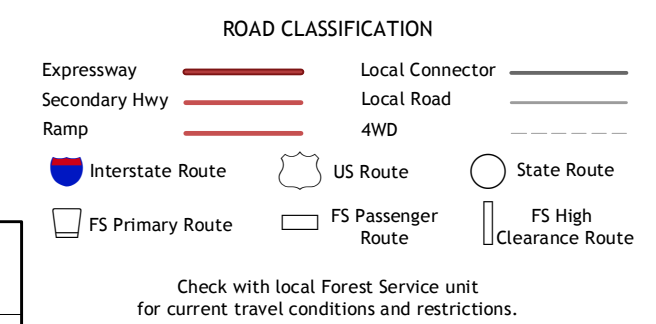 ROAD CLASSIFICATION
Expressway
Local Connector
Secondary Hwy
Local Road
Ramp
4WD
Interstate Route
US Route
State Route
FS Primary Route
FS Passenger
Route
FS High
Clearance Route
Check with local Forest Service unit
for current travel conditions and restrictions.